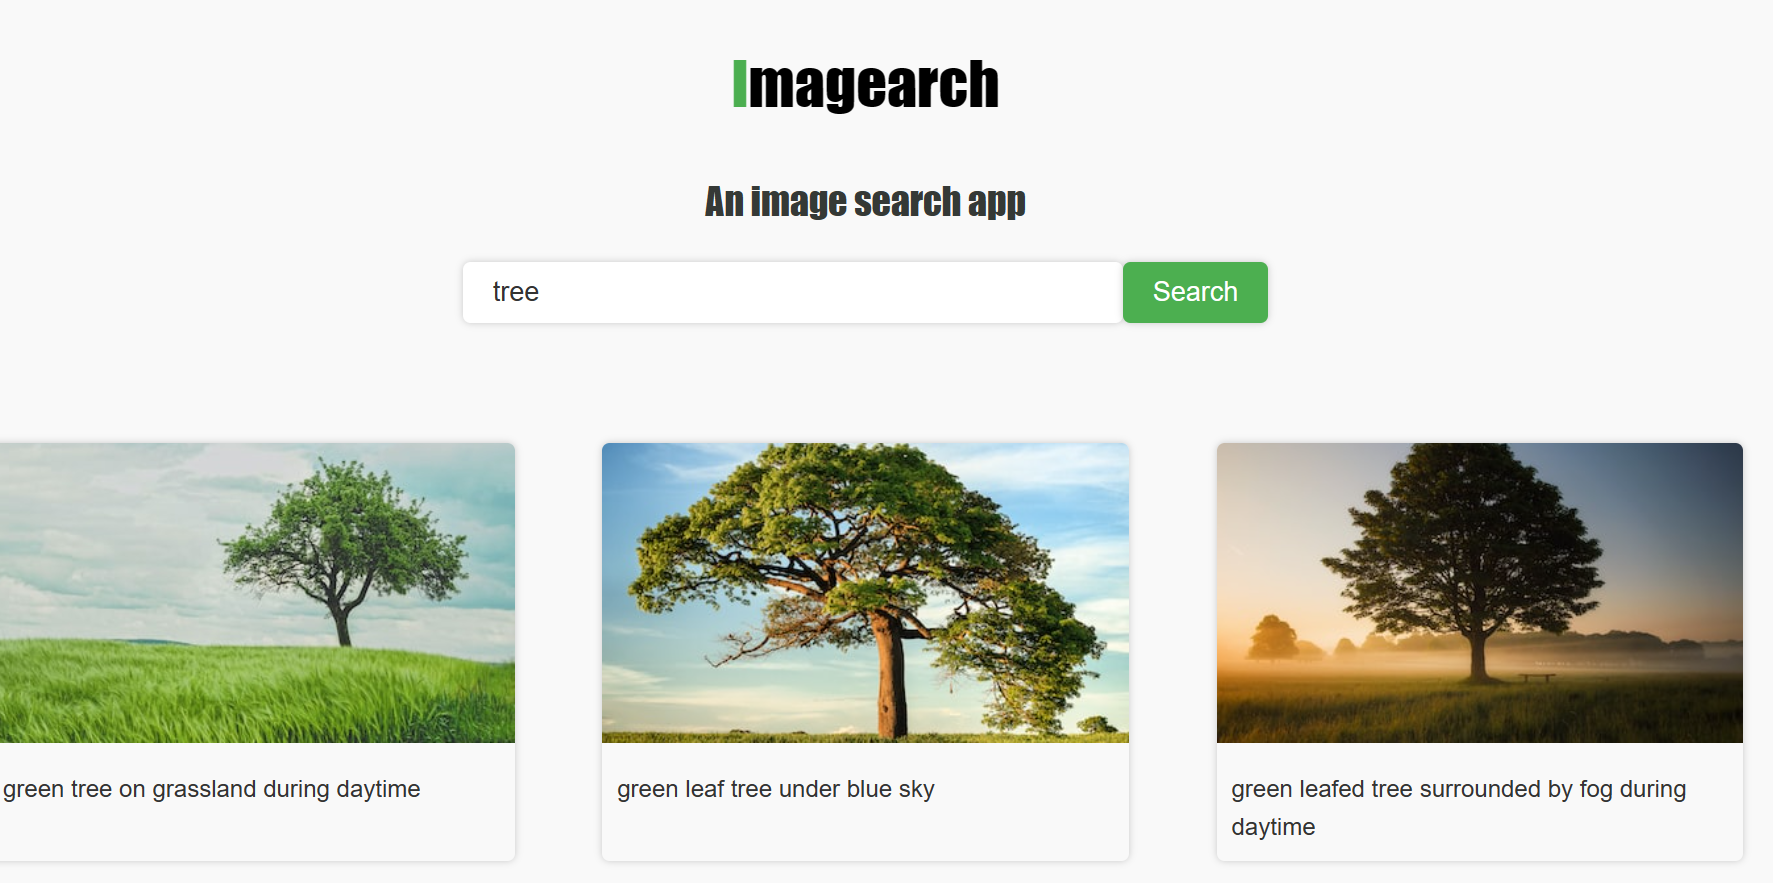 Imagearch
An image search app
tree
Search
green tree on grassland during daytime
green leaf tree under blue sky
green leafed tree surrounded by fog during
daytime